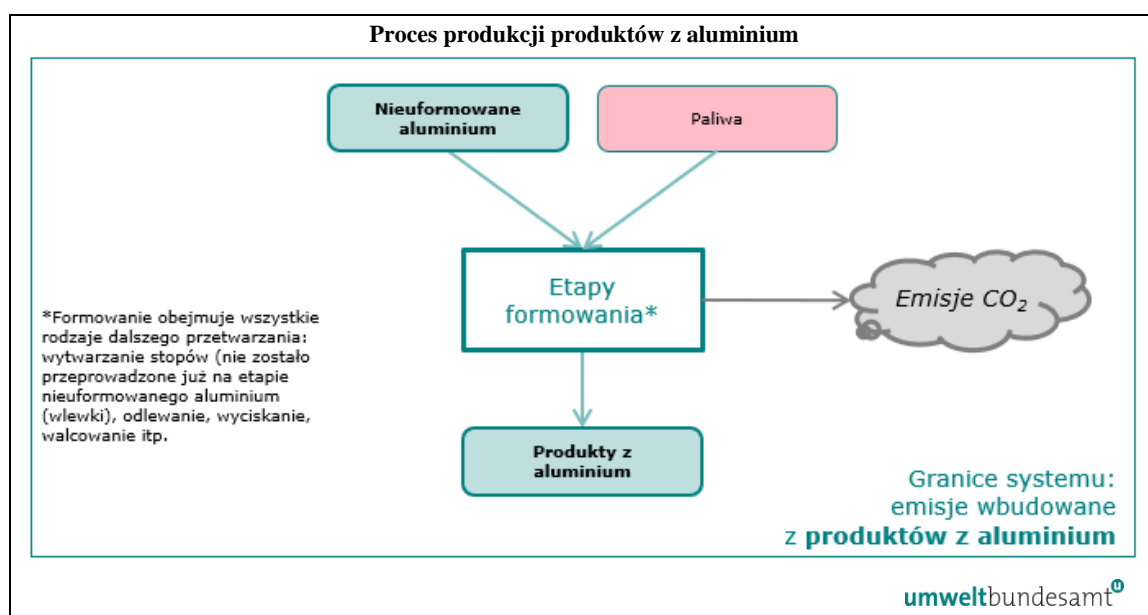 Proces produkcji produktów z aluminium
Nieuformowane
aluminium
Paliwa
Etapy
formowania*
Emisje CO₂
*Formowanie obejmuje wszystkie
rodzaje dalszego przetwarzania:
wytwarzanie stopów (nie zostało
przeprowadzone już na etapie
nieuformowanego aluminium
(wlewki), odlewanie, wyciskanie,
walcowanie itp.
Produkty z
aluminium
Granice systemu:
emisje wbudowane
z produktów z aluminium
umweltbundesamt u